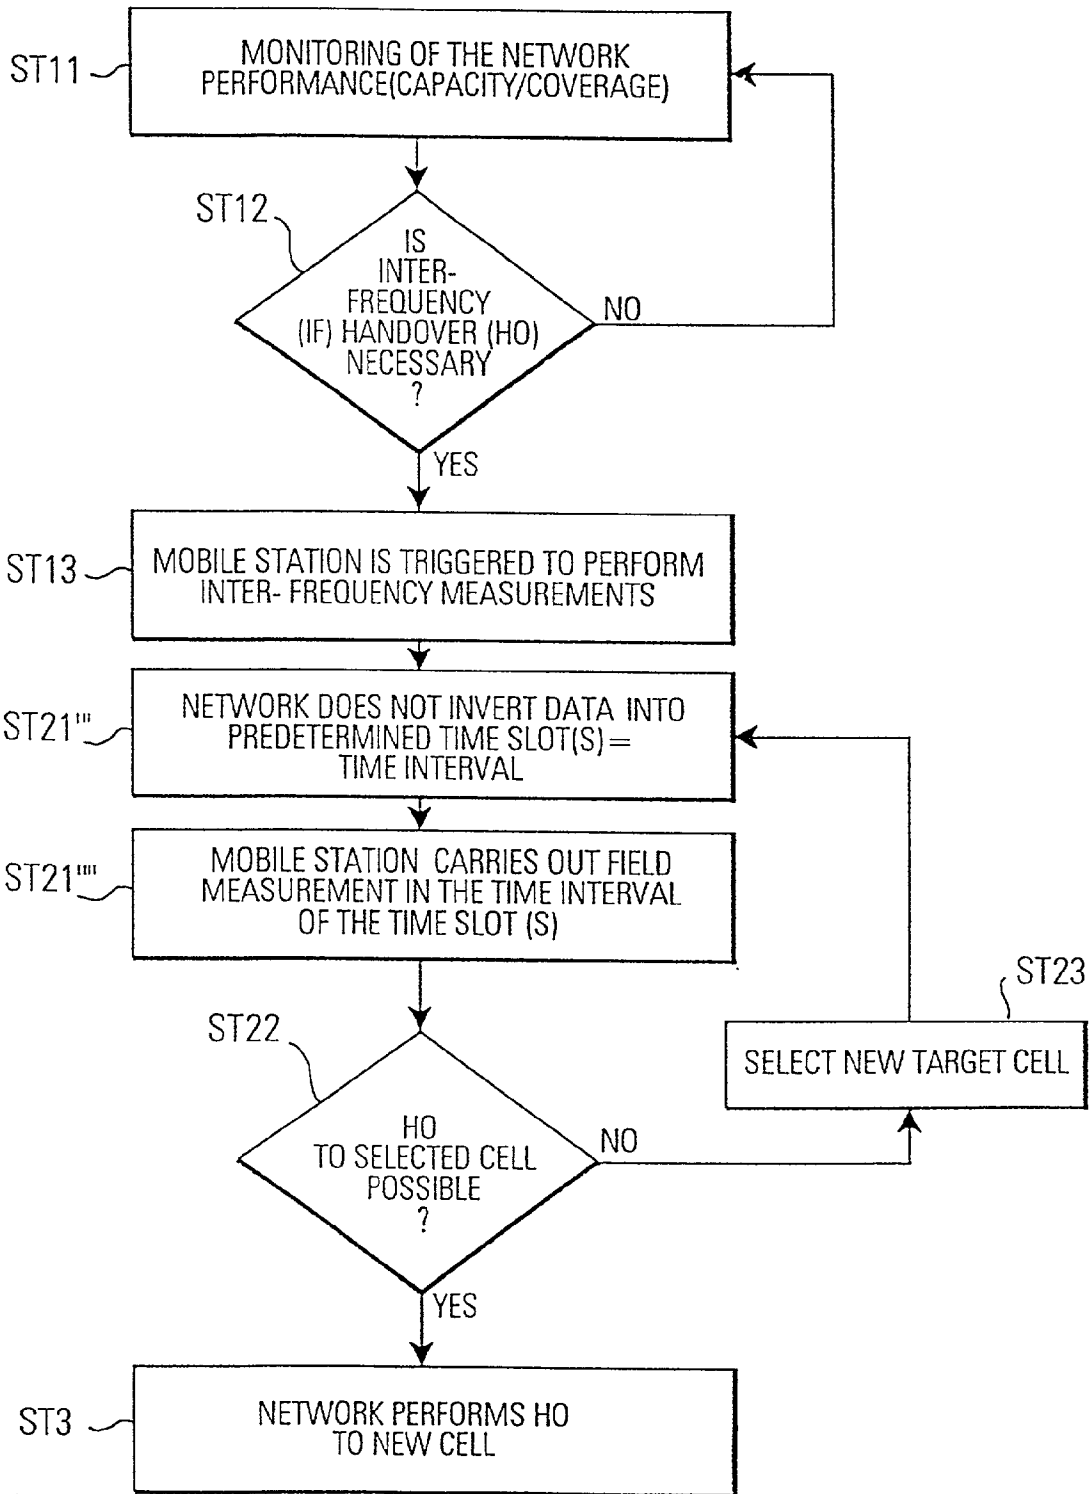 ST11
MONITORING OF THE NETWORK
PERFORMANCE(CAPACITY/COVERAGE)
ST12
IS
INTER-
FREQUENCY
(IF) HANDOVER (HO)
NECESSARY
?
NO
YES
ST13
MOBILE STATION IS TRIGGERED TO PERFORM
INTER- FREQUENCY MEASUREMENTS
ST21'''
NETWORK DOES NOT INVERT DATA INTO
PREDETERMINED TIME SLOT(S) =
TIME INTERVAL
ST21''''
MOBILE STATION CARRIES OUT FIELD
MEASUREMENT IN THE TIME INTERVAL
OF THE TIME SLOT (S)
ST22
HO
TO SELECTED CELL
POSSIBLE
?
NO
ST23
SELECT NEW TARGET CELL
YES
ST3
NETWORK PERFORMS HO
TO NEW CELL